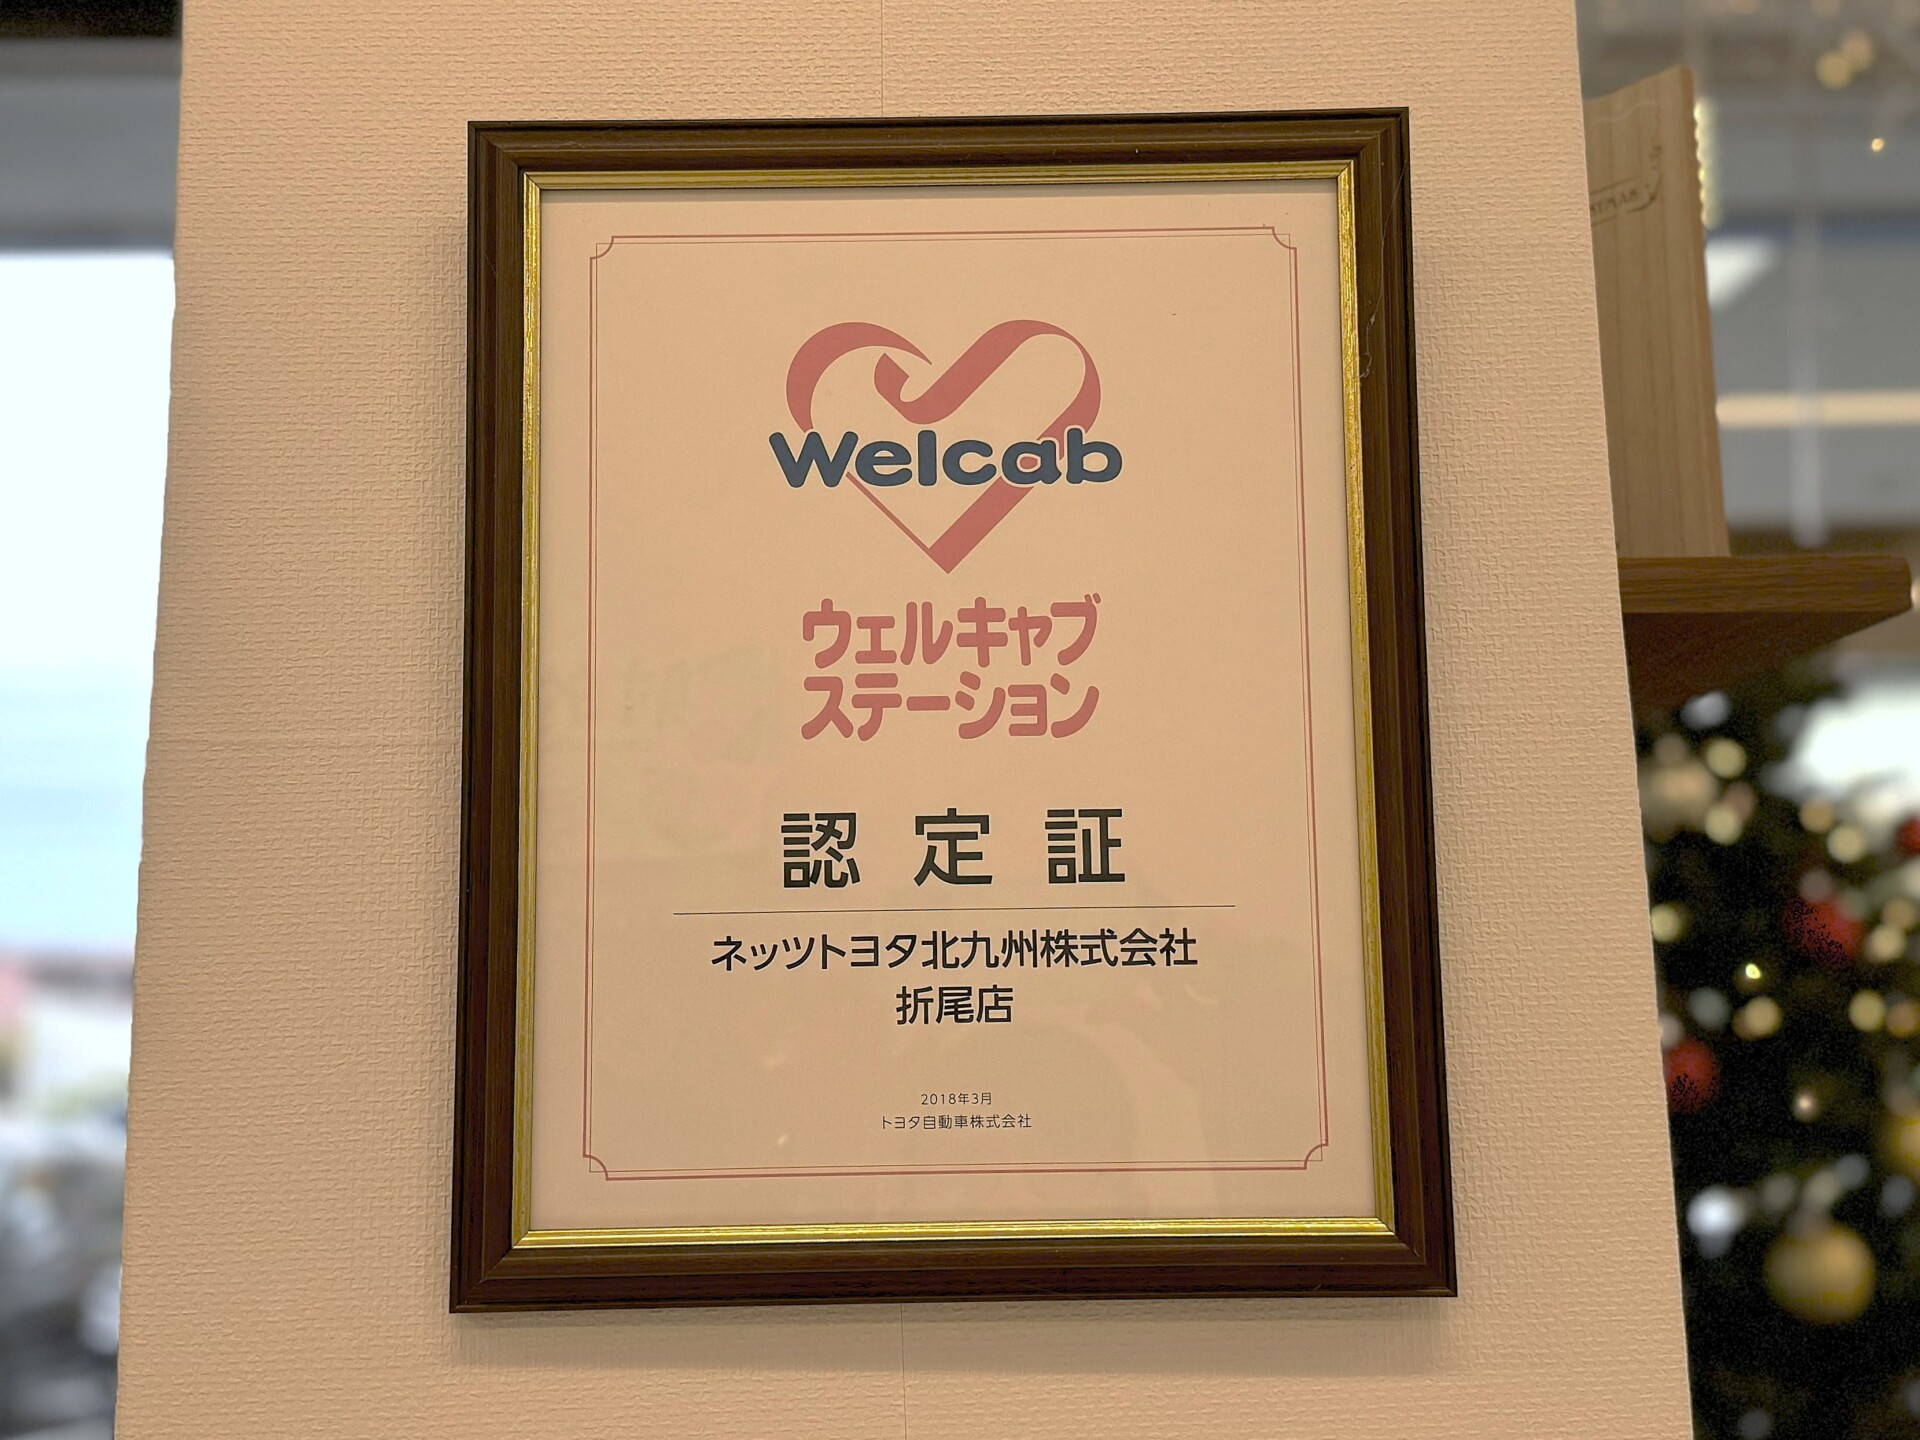 Welcab
ウェルキャブ
ステーション
認定証
ネッツトヨタ北九州株式会社
折尾店
2018年3月
トヨタ自動車株式会社